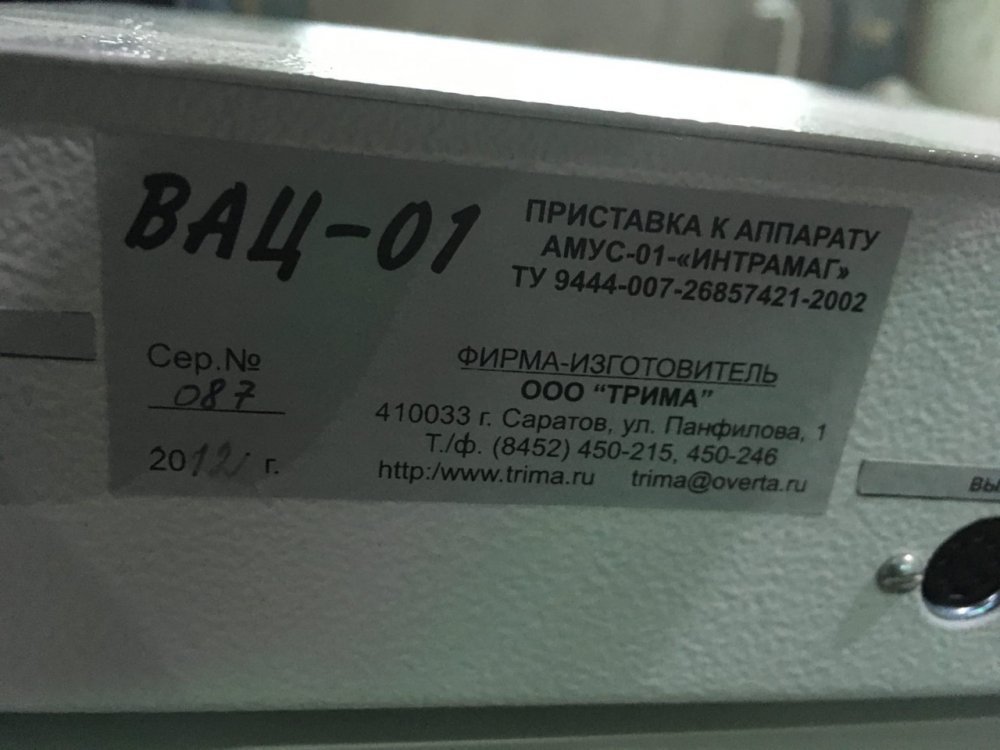 ВАЦ-01
ПРИСТАВКА К АППАРАТУ
АМУС-01-«ИНТРАМАГ»
ТУ 9444-007-26857421-2002
Сер.№
087
2012 г.
ФИРМА-ИЗГОТОВИТЕЛЬ
ООО “ТРИМА”
410033 г. Саратов, ул. Панфилова, 1
Т./ф. (8452) 450-215, 450-246
http:/www.trima.ru trima@overta.ru